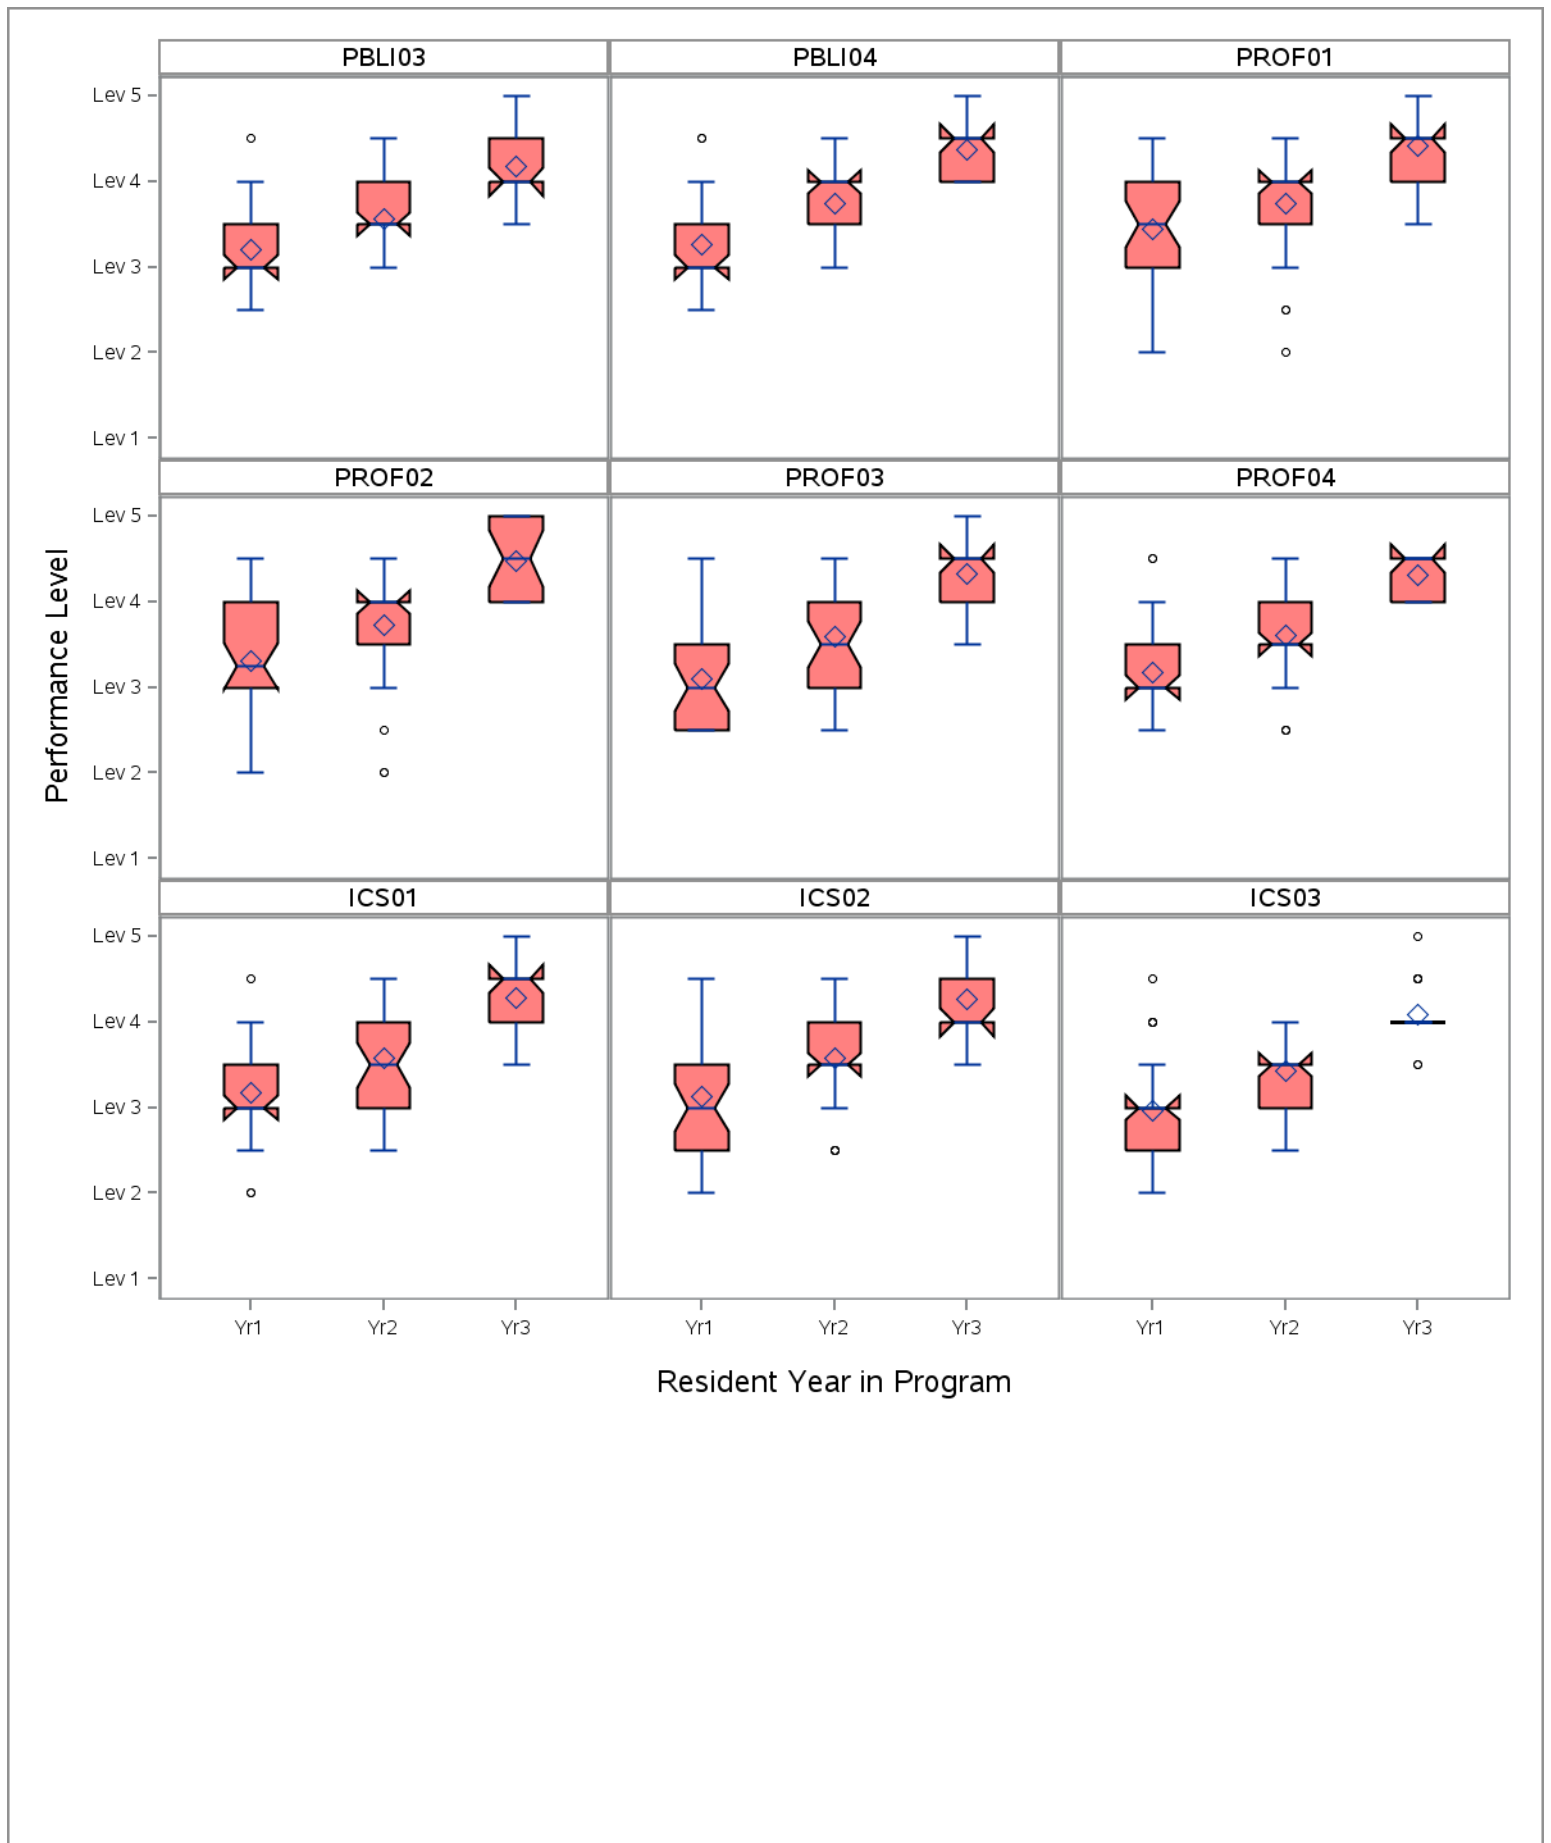 PBLI03 PBLI04 PROF01
Lev 5
Lev 4
Lev 3
Lev 2
Lev 1
PROF02 PROF03 PROF04
Lev 5
Lev 4
Lev 3
Lev 2
Lev 1
Performance Level
ICS01 ICS02 ICS03
Lev 5
Lev 4
Lev 3
Lev 2
Lev 1
Yr1 Yr2 Yr3 Yr1 Yr2 Yr3 Yr1 Yr2 Yr3
Resident Year in Program